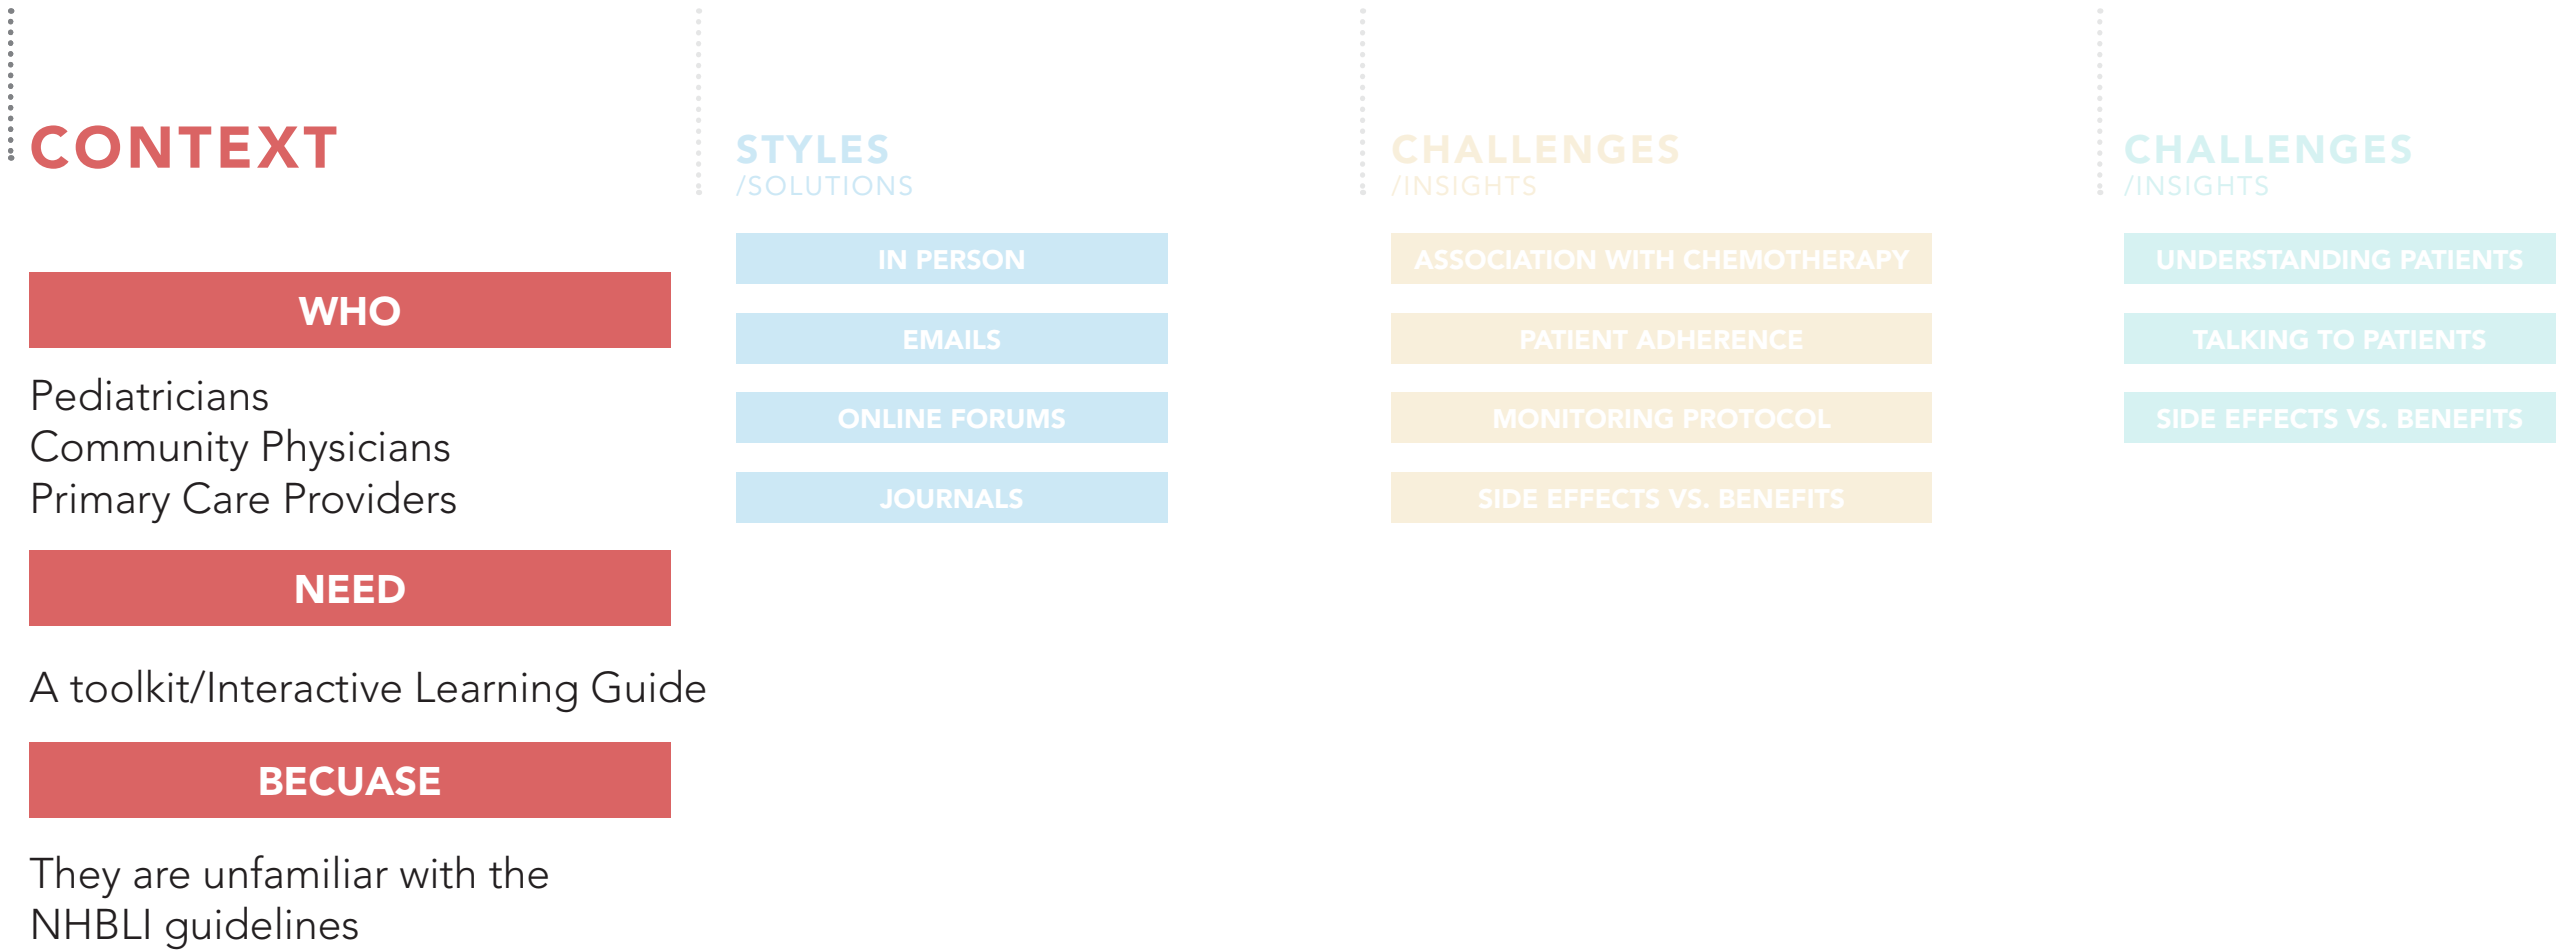 CONTEXT
WHO
Pediatricians
Community Physicians
Primary Care Providers
NEED
A toolkit/Interactive Learning Guide
BECUASE
They are unfamiliar with the
NHBLI guidelines
STYLES
/SOLUTIONS
IN PERSON
EMAILS
ONLINE FORUMS
JOURNALS
CHALLENGES
/INSIGHTS
ASSOCIATION WITH CHEMOTHERAPY
PATIENT ADHERENCE
MONITORING PROTOCOL
SIDE EFFECTS VS. BENEFITS
CHALLENGES
/INSIGHTS
UNDERSTANDING PATIENTS
TALKING TO PATIENTS
SIDE EFFECTS VS. BENEFITS